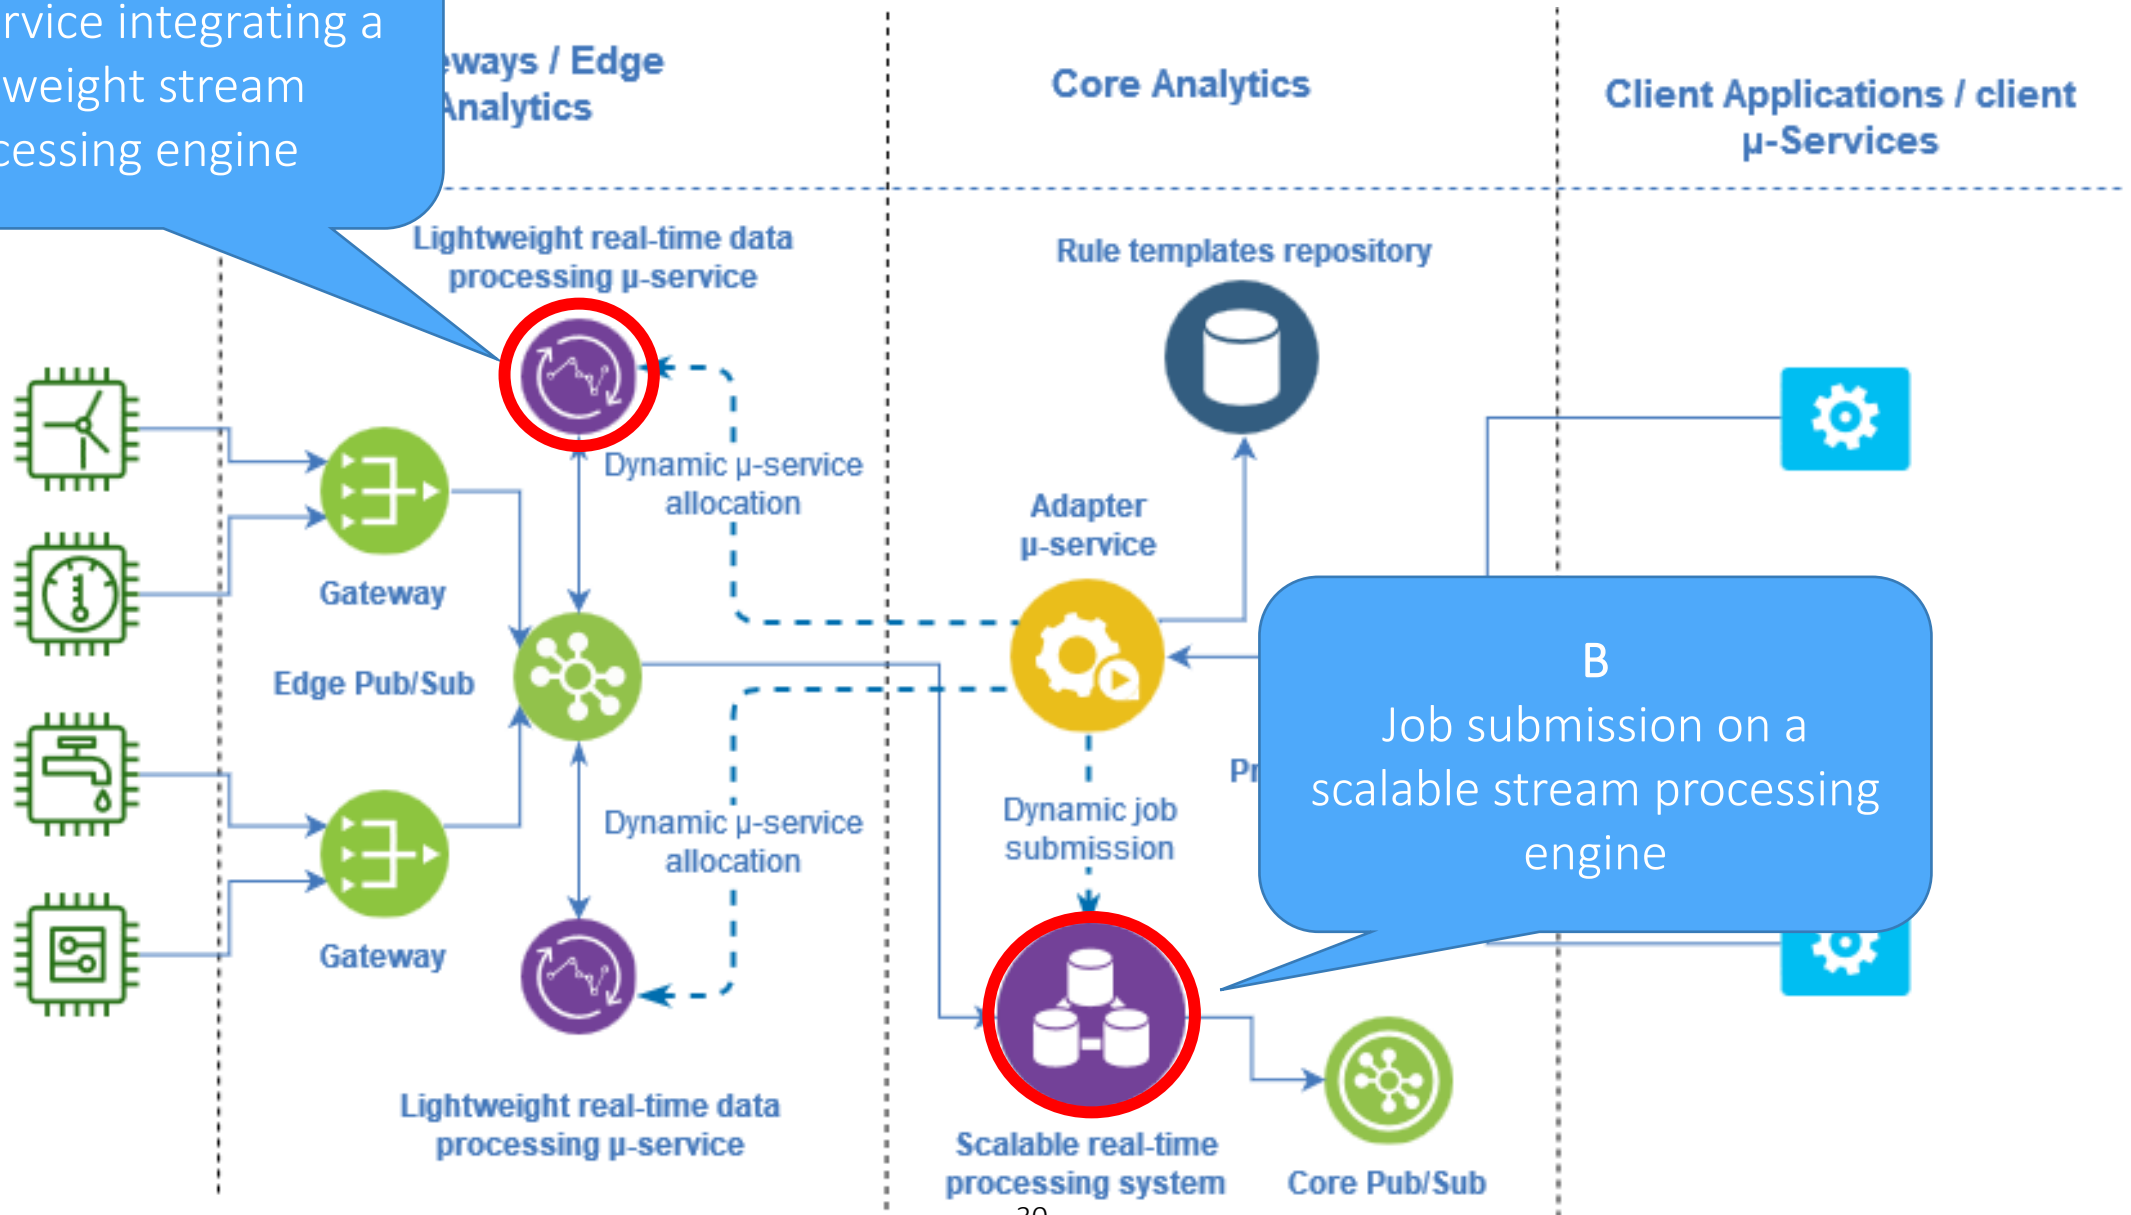 integrating a
weight stream
engine
/ Edge
Analytics
Core Analytics
Client Applications / client
µ-Services
Lightweight real-time data
processing µ-service
Rule templates repository
Dynamic µ-service
allocation
Adapter
µ-service
Gateway
Edge Pub/Sub
B
Job submission on a
scalable stream processing
engine
Dynamic µ-service
allocation
Dynamic job
submission
Gateway
Lightweight real-time data
processing µ-service
Scalable real-time
processing system
Core Pub/Sub